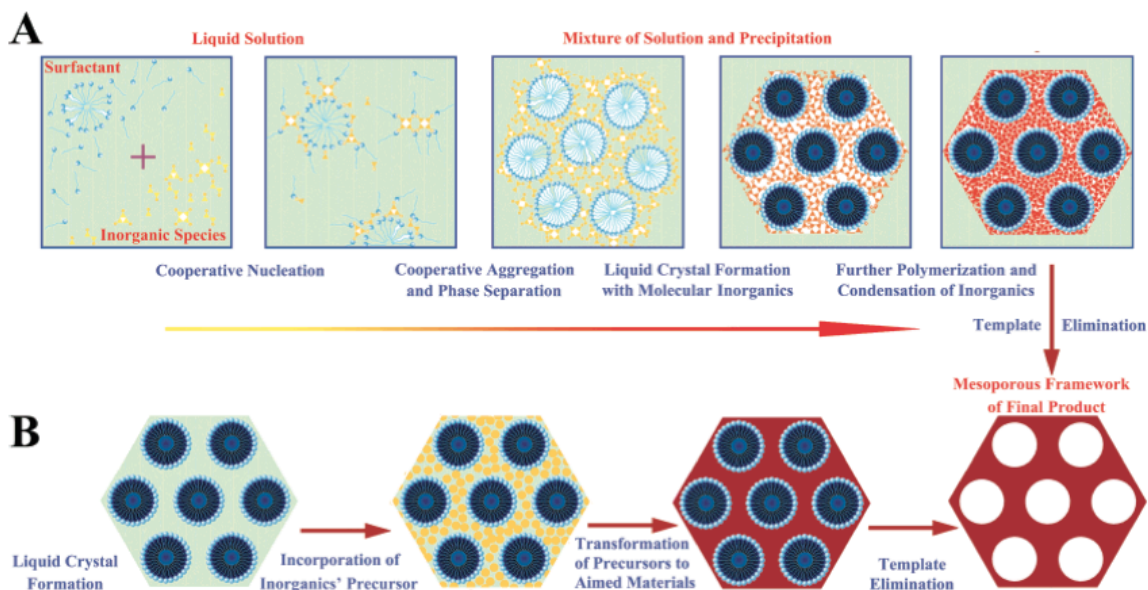 A
Liquid Solution
Mixture of Solution and Precipitation
Surfactant
Inorganic Species
Cooperative Nucleation
Cooperative Aggregation
and Phase Separation
Liquid Crystal Formation
with Molecular Inorganics
Further Polymerization and
Condensation of Inorganics
Template Elimination
Mesoporous Framework
of Final Product
B
Liquid Crystal
Formation
Incorporation of
Inorganics' Precursor
Transformation
of Precursors to
Aimed Materials
Template
Elimination